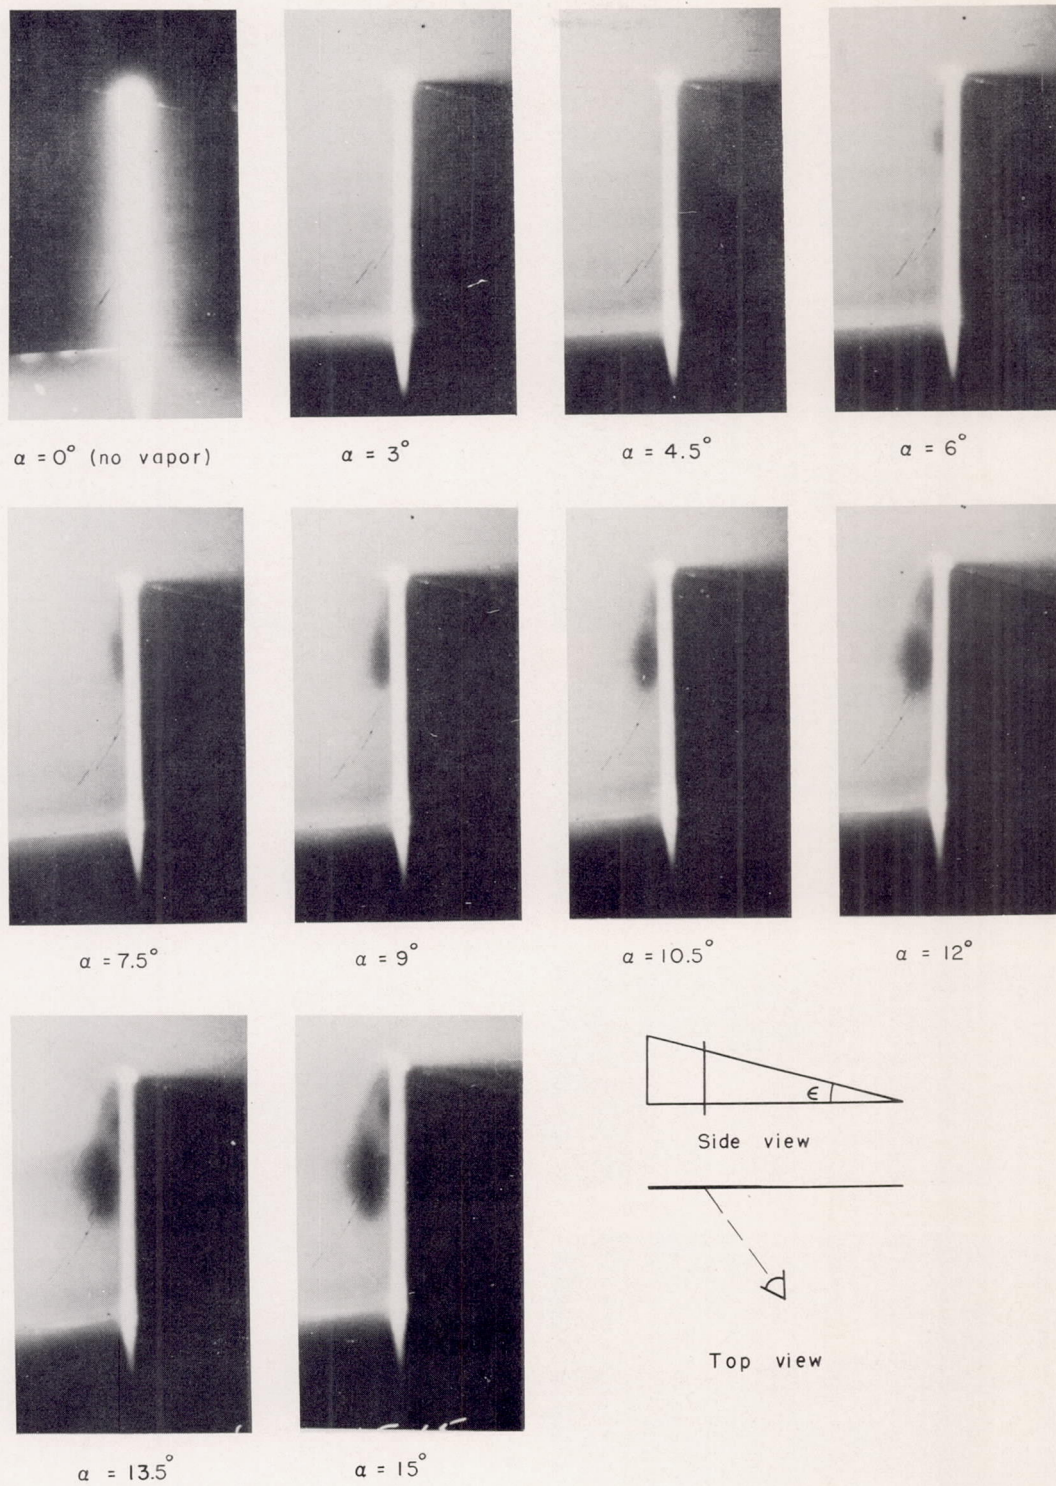 α = 0° (no vapor)
α = 3°
α = 4.5°
α = 6°
α = 7.5°
α = 9°
α = 10.5°
α = 12°
α = 13.5°
α = 15°
ϵ
Side view
Top view